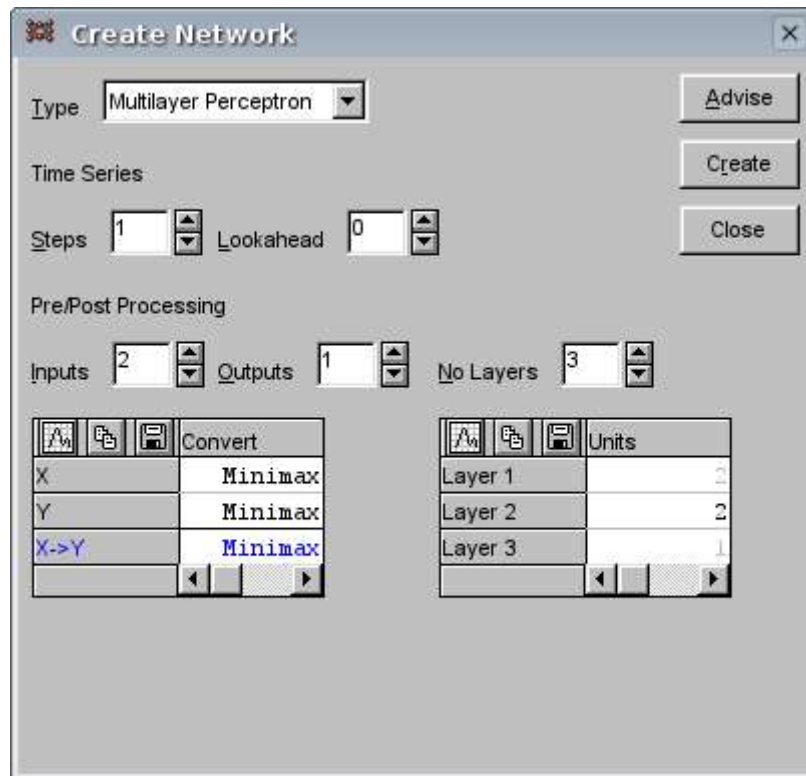 Create Network
Type Multilayer Perceptron
Advise
Time Series
Create
Steps 1 Lookahead 0
Close
Pre/Post Processing
Inputs 2 Outputs 1 No Layers 3
Convert
X Minimax
Y Minimax
X->Y Minimax
Units
Layer 1 2
Layer 2 2
Layer 3 1